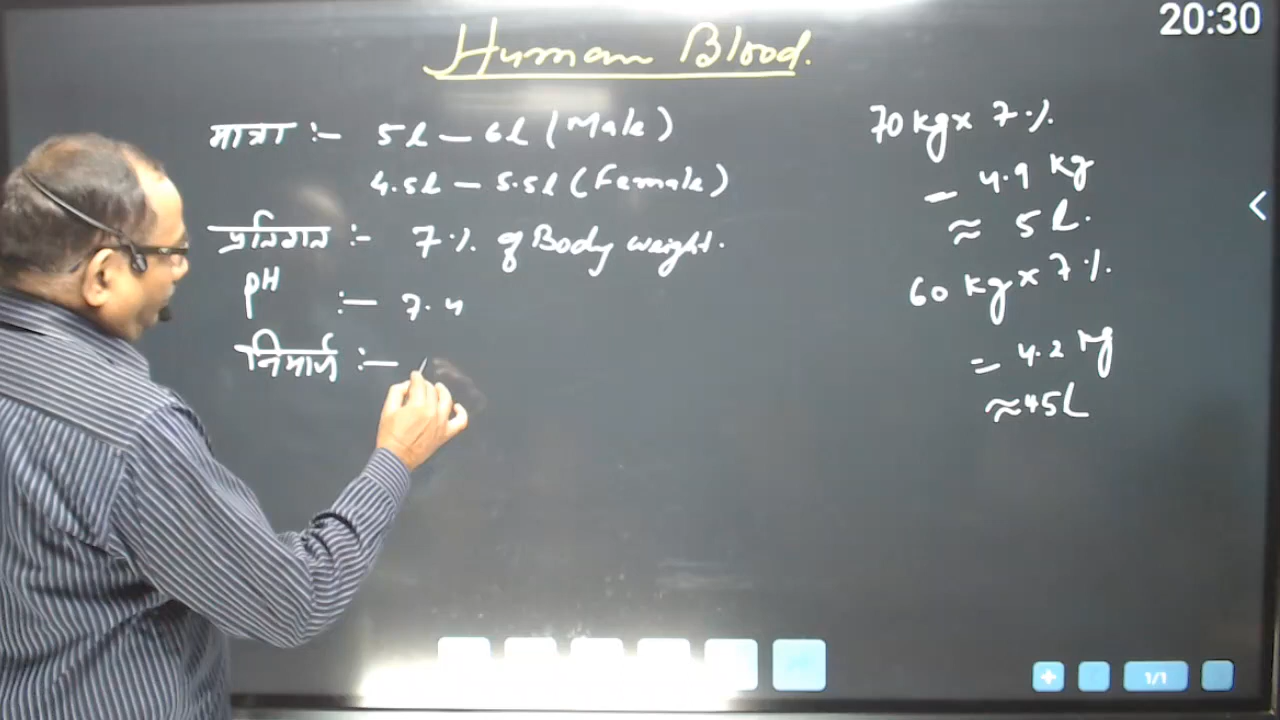 20:30
Human Blood.
मात्रा :- 5l - 6l (Male)
4.5l - 5.5l (Female)
प्रतिशत :- 7% of Body weight.
pH :- 7.4
निर्माण :-
70 kg x 7%
= 4.9 kg
≈ 5 l.
60 kg x 7%
= 4.2 kg
≈ 4.5 L
1/1